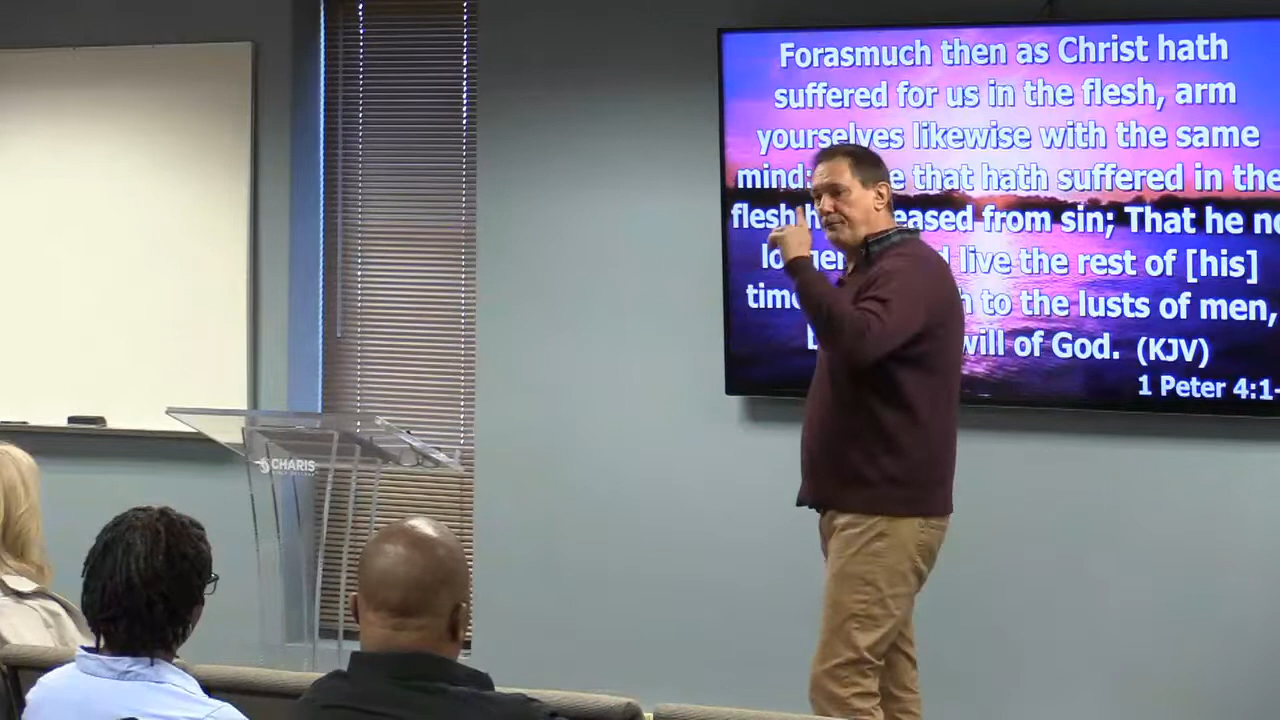 Forasmuch then as Christ hath
suffered for us in the flesh, arm
yourselves likewise with the same
mind: that hath suffered in the
flesh from sin; That he no
live the rest of [his]
to the lusts of men,
will of God. (KJV)
1 Peter 4:1-
CHARIS